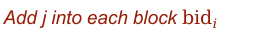 Add j into each block bidᵢ